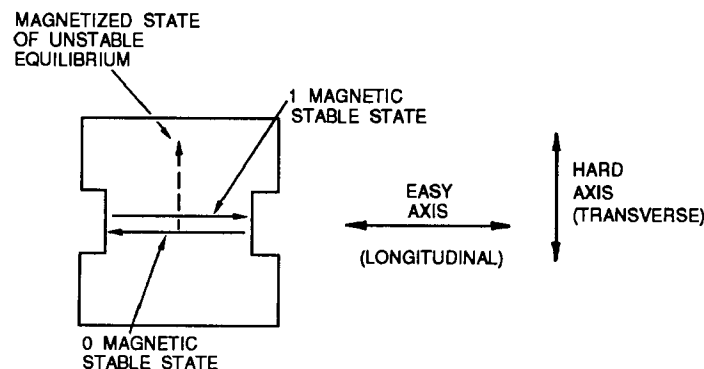 MAGNETIZED STATE
OF UNSTABLE
EQUILIBRIUM
1 MAGNETIC
STABLE STATE
EASY
AXIS
(LONGITUDINAL)
HARD
AXIS
(TRANSVERSE)
0 MAGNETIC
STABLE STATE